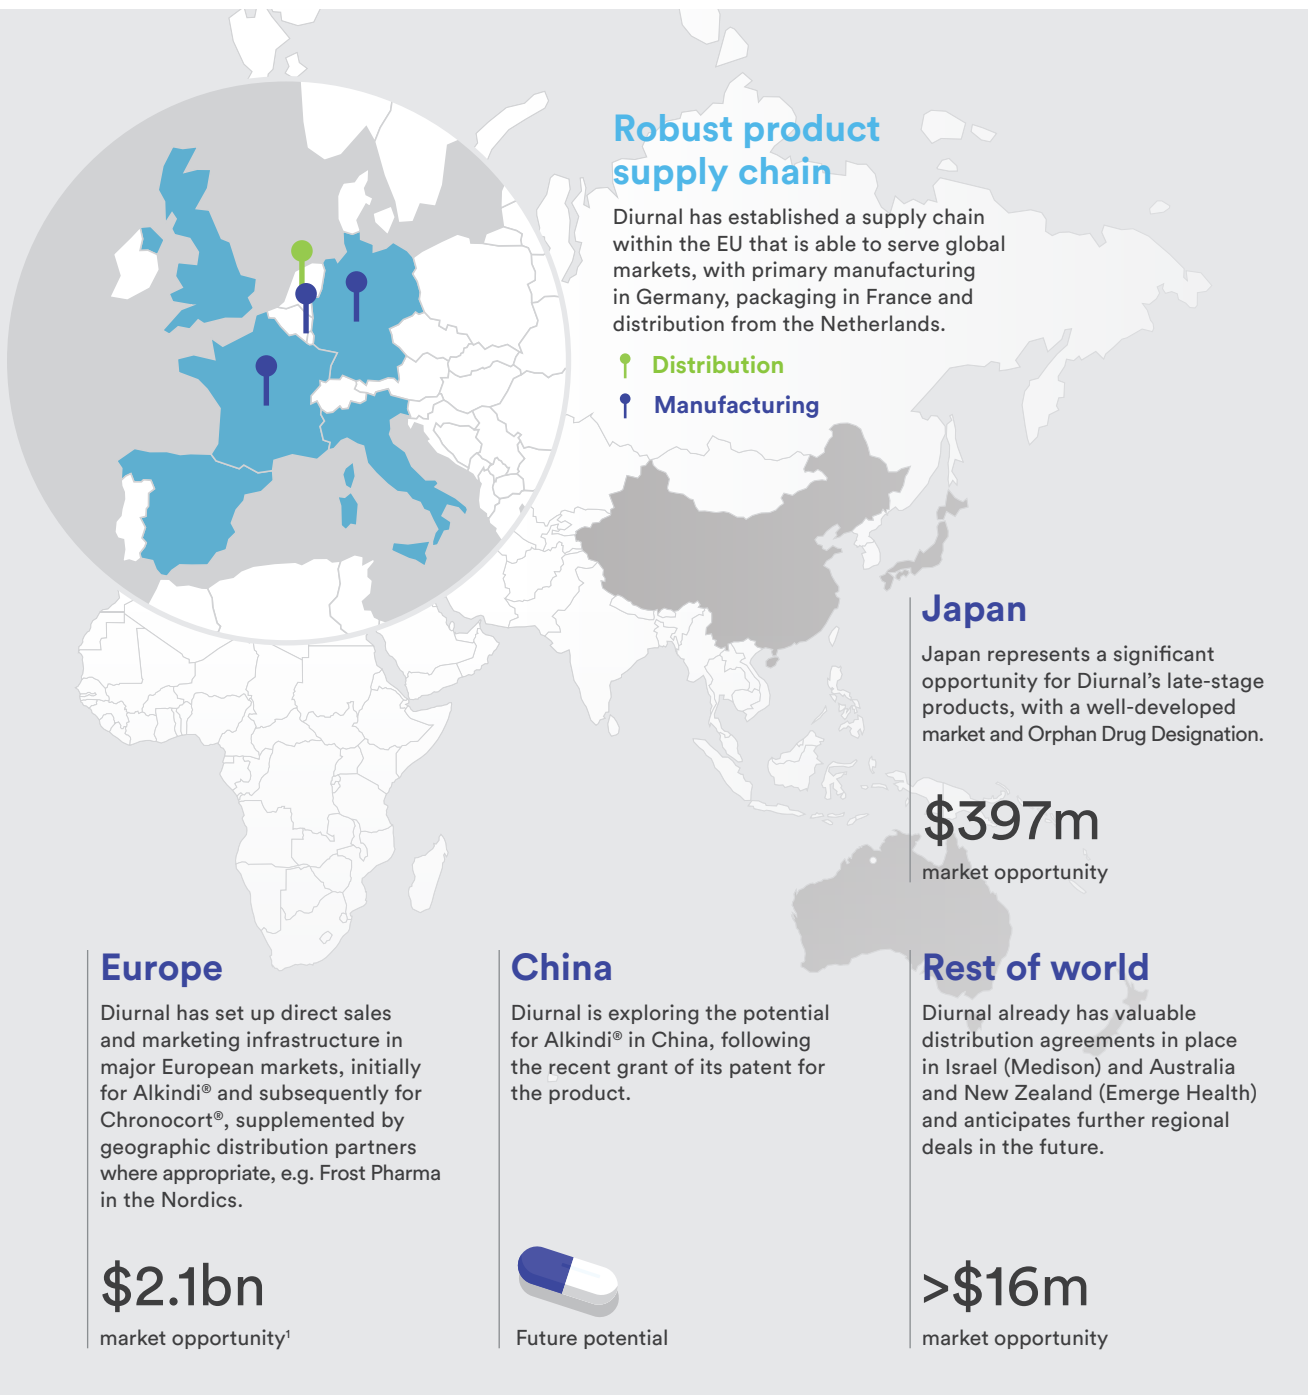 Robust product
supply chain
Diurnal has established a supply chain
within the EU that is able to serve global
markets, with primary manufacturing
in Germany, packaging in France and
distribution from the Netherlands.
Distribution
Manufacturing
Japan
Japan represents a significant
opportunity for Diurnal’s late-stage
products, with a well-developed
market and Orphan Drug Designation.
$397m
market opportunity
Europe
Diurnal has set up direct sales
and marketing infrastructure in
major European markets, initially
for Alkindi® and subsequently for
Chronocort®, supplemented by
geographic distribution partners
where appropriate, e.g. Frost Pharma
in the Nordics.
$2.1bn
market opportunity¹
China
Diurnal is exploring the potential
for Alkindi® in China, following
the recent grant of its patent for
the product.
Future potential
Rest of world
Diurnal already has valuable
distribution agreements in place
in Israel (Medison) and Australia
and New Zealand (Emerge Health)
and anticipates further regional
deals in the future.
>$16m
market opportunity